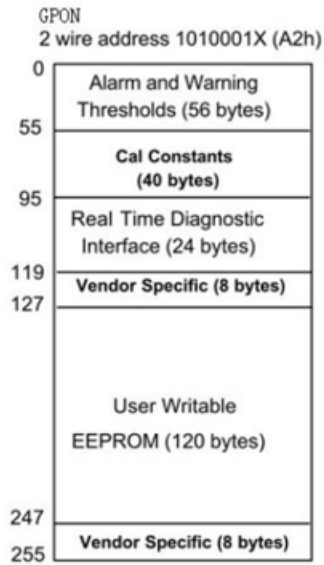 GPON
2 wire address 1010001X (A2h)
0
Alarm and Warning
Thresholds (56 bytes)
55
Cal Constants
(40 bytes)
95
Real Time Diagnostic
Interface (24 bytes)
119
Vendor Specific (8 bytes)
127
User Writable
EEPROM (120 bytes)
247
Vendor Specific (8 bytes)
255